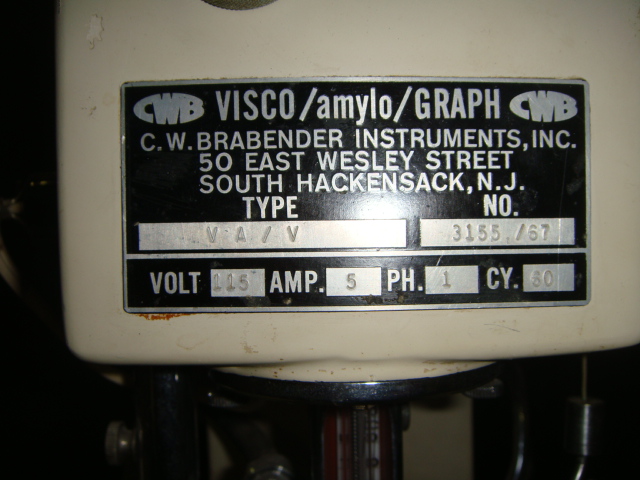 CWB VISCO/amylo/GRAPH CWB
C.W. BRABENDER INSTRUMENTS, INC.
50 EAST WESLEY STREET
SOUTH HACKENSACK, N.J.
TYPE NO.
VA/V 3155/67
VOLT 115 AMP. 5 PH. 1 CY. 60